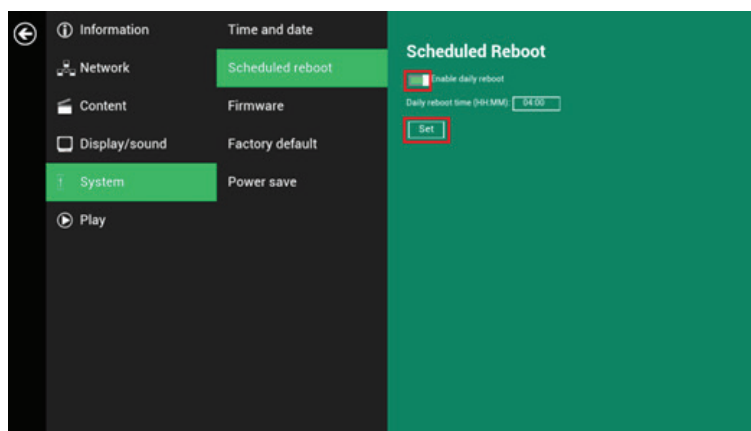 Information
Network
Content
Display/sound
System
Play
Time and date
Scheduled reboot
Firmware
Factory default
Power save
Scheduled Reboot
Enable daily reboot
Daily reboot time (HH:MM): 04:00
Set